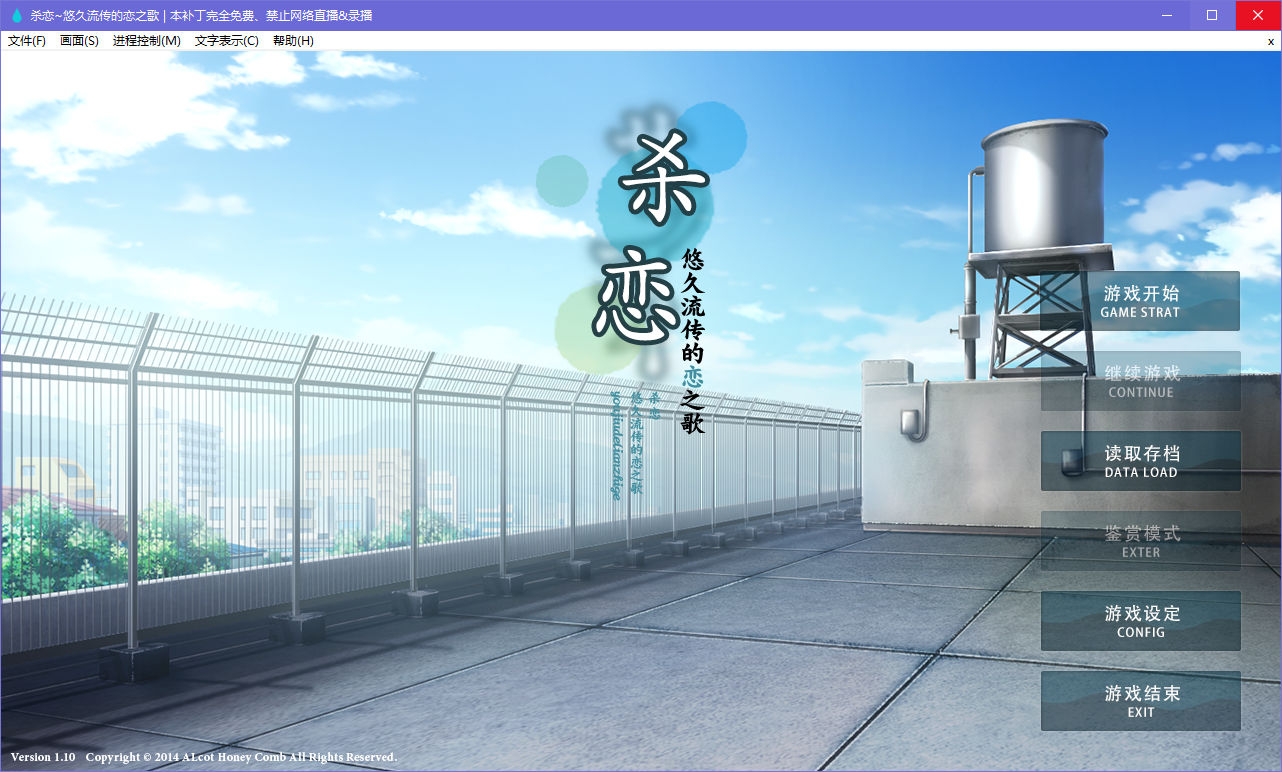 杀恋~悠久流传的恋之歌 | 本补丁完全免费、禁止网络直播&录播
文件(F) 画面(S) 进程控制(M) 文字表示(C) 帮助(H)
x
杀恋
悠久流传的恋之歌
杀恋
悠久流传的恋之歌
youjiudetianzhige
游戏开始
GAME STRAT
继续游戏
CONTINUE
读取存档
DATA LOAD
鉴赏模式
EXTER
游戏设定
CONFIG
游戏结束
EXIT
Version 1.10 Copyright © 2014 ALcot Honey Comb All Rights Reserved.